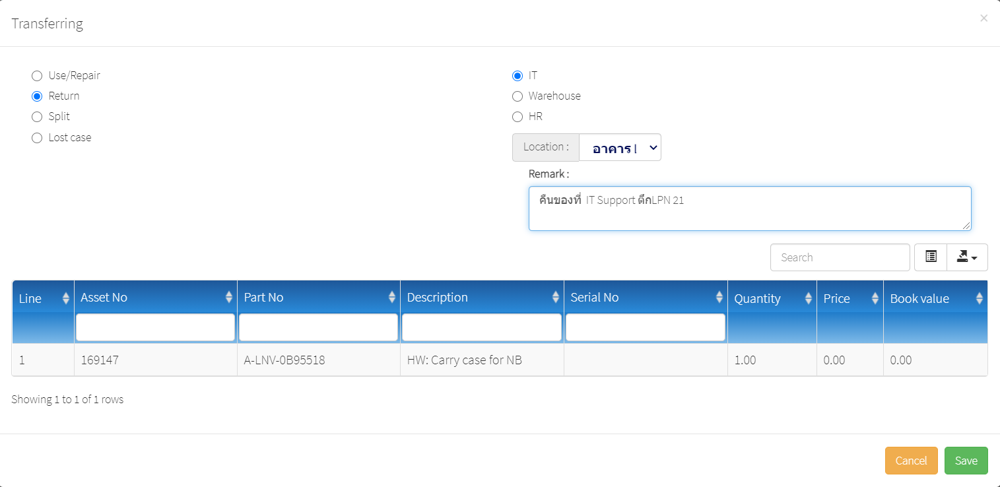 Transferring
×
Use/Repair
Return
Split
Lost case
IT
Warehouse
HR
Location :
อาคาร
Remark :
คืนของที่ IT Support ตึกLPN 21
Search
Line Asset No Part No Description Serial No Quantity Price Book value
1 169147 A-LNV-0B95518 HW: Carry case for NB 1.00 0.00 0.00
Showing 1 to 1 of 1 rows
Cancel Save